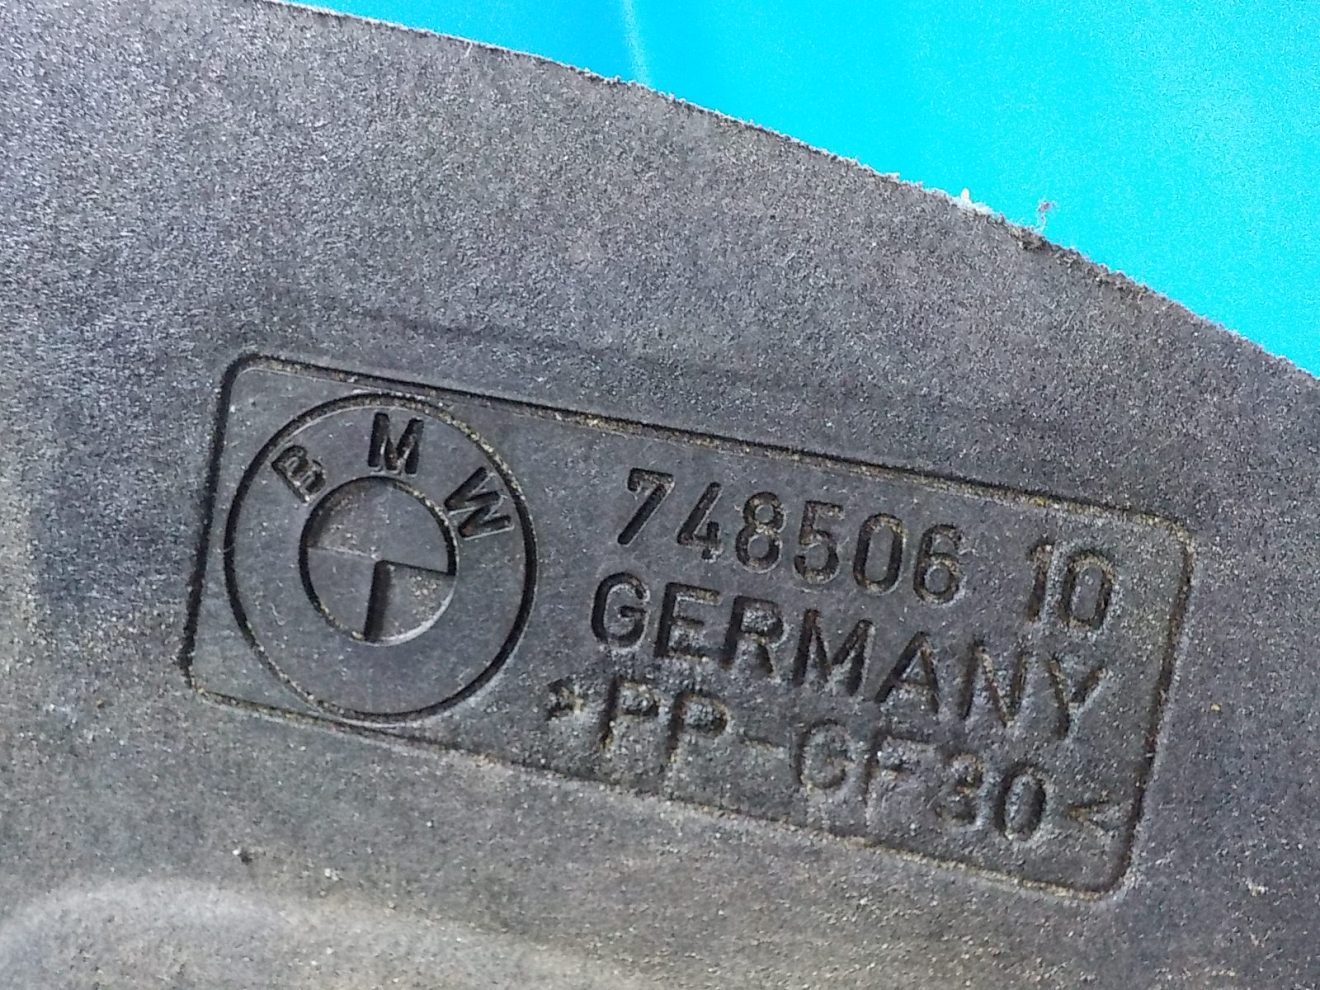 BMW
748506 10
GERMANY
>PP-GF30<